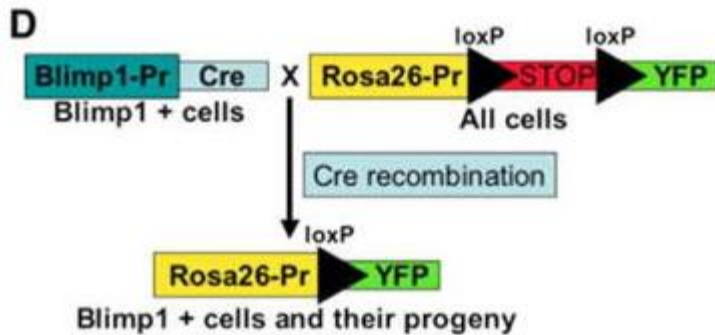 D
loxP loxP
Blimp1-Pr Cre X Rosa26-Pr STOP YFP
Blimp1 + cells All cells
Cre recombination
loxP
Rosa26-Pr YFP
Blimp1 + cells and their progeny